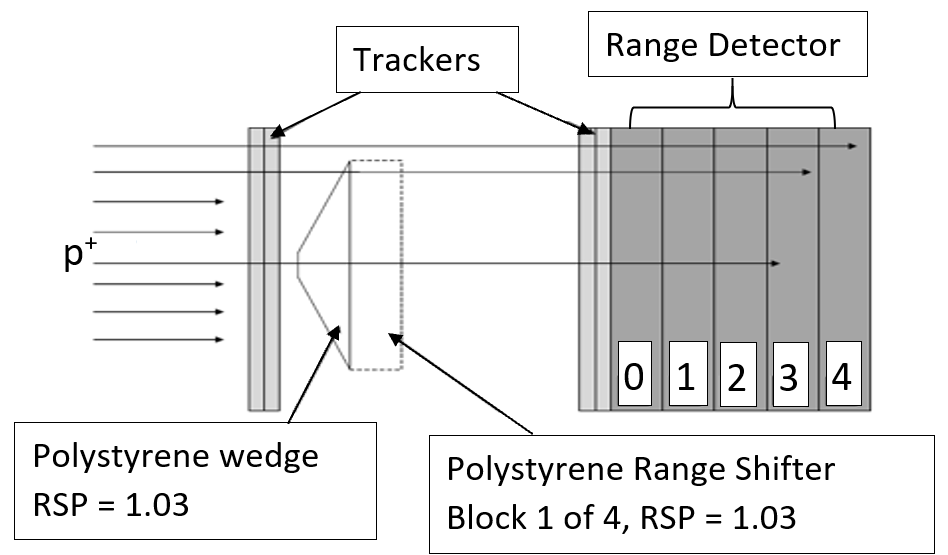 Trackers
Range Detector
p+
0 1 2 3 4
Polystyrene wedge
RSP = 1.03
Polystyrene Range Shifter
Block 1 of 4, RSP = 1.03